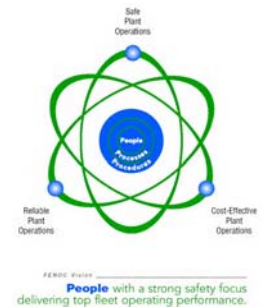 Safe
Plant
Operations
People
Processes
Procedures
Reliable
Plant
Operations
Cost-Effective
Plant
Operations
FENOC Vision
People with a strong safety focus
delivering top fleet operating performance.